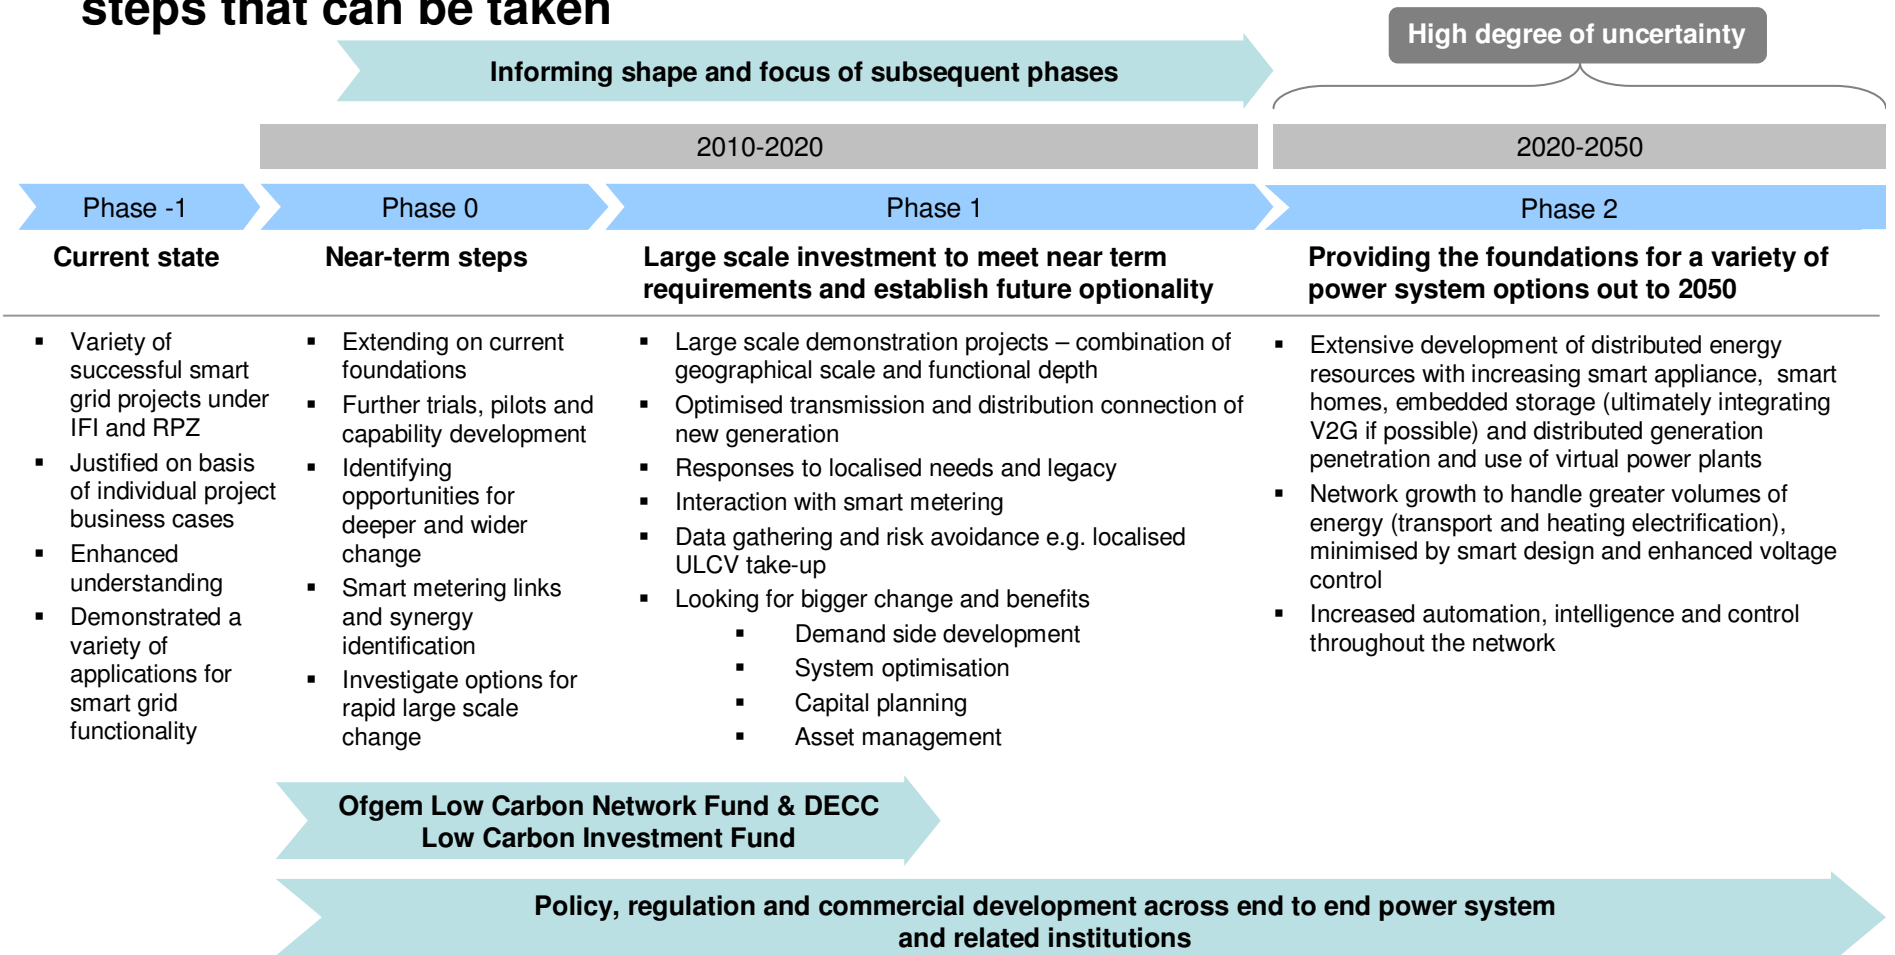 steps that can be taken
High degree of uncertainty
Informing shape and focus of subsequent phases
2010-2020
2020-2050
Phase -1
Phase 0
Phase 1
Phase 2
Current state
Near-term steps
Large scale investment to meet near term
requirements and establish future optionality
Providing the foundations for a variety of
power system options out to 2050
▪ Variety of
successful smart
grid projects under
IFI and RPZ
▪ Justified on basis
of individual project
business cases
▪ Enhanced
understanding
▪ Demonstrated a
variety of
applications for
smart grid
functionality
▪ Extending on current
foundations
▪ Further trials, pilots and
capability development
▪ Identifying
opportunities for
deeper and wider
change
▪ Smart metering links
and synergy
identification
▪ Investigate options for
rapid large scale
change
▪ Large scale demonstration projects – combination of
geographical scale and functional depth
▪ Optimised transmission and distribution connection of
new generation
▪ Responses to localised needs and legacy
▪ Interaction with smart metering
▪ Data gathering and risk avoidance e.g. localised
ULCV take-up
▪ Looking for bigger change and benefits
▪ Demand side development
▪ System optimisation
▪ Capital planning
▪ Asset management
▪ Extensive development of distributed energy
resources with increasing smart appliance, smart
homes, embedded storage (ultimately integrating
V2G if possible) and distributed generation
penetration and use of virtual power plants
▪ Network growth to handle greater volumes of
energy (transport and heating electrification),
minimised by smart design and enhanced voltage
control
▪ Increased automation, intelligence and control
throughout the network
Ofgem Low Carbon Network Fund & DECC
Low Carbon Investment Fund
Policy, regulation and commercial development across end to end power system
and related institutions